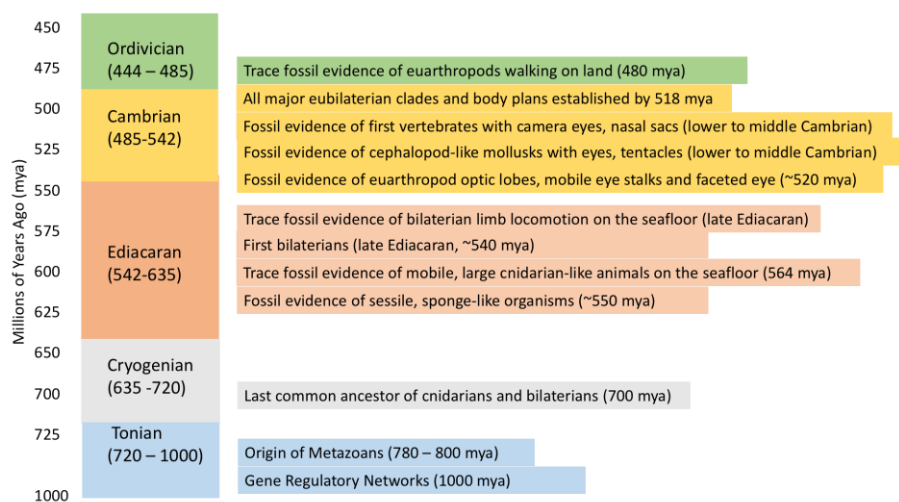 Millions of Years Ago (mya)
450
475
500
525
550
575
600
625
650
700
725
1000
Ordivician
(444 – 485)
Cambrian
(485-542)
Ediacaran
(542-635)
Cryogenian
(635 -720)
Tonian
(720 – 1000)
Trace fossil evidence of euarthropods walking on land (480 mya)
All major eubilaterian clades and body plans established by 518 mya
Fossil evidence of first vertebrates with camera eyes, nasal sacs (lower to middle Cambrian)
Fossil evidence of cephalopod-like mollusks with eyes, tentacles (lower to middle Cambrian)
Fossil evidence of euarthropod optic lobes, mobile eye stalks and faceted eye (~520 mya)
Trace fossil evidence of bilaterian limb locomotion on the seafloor (late Ediacaran)
First bilaterians (late Ediacaran, ~540 mya)
Trace fossil evidence of mobile, large cnidarian-like animals on the seafloor (564 mya)
Fossil evidence of sessile, sponge-like organisms (~550 mya)
Last common ancestor of cnidarians and bilaterians (700 mya)
Origin of Metazoans (780 – 800 mya)
Gene Regulatory Networks (1000 mya)